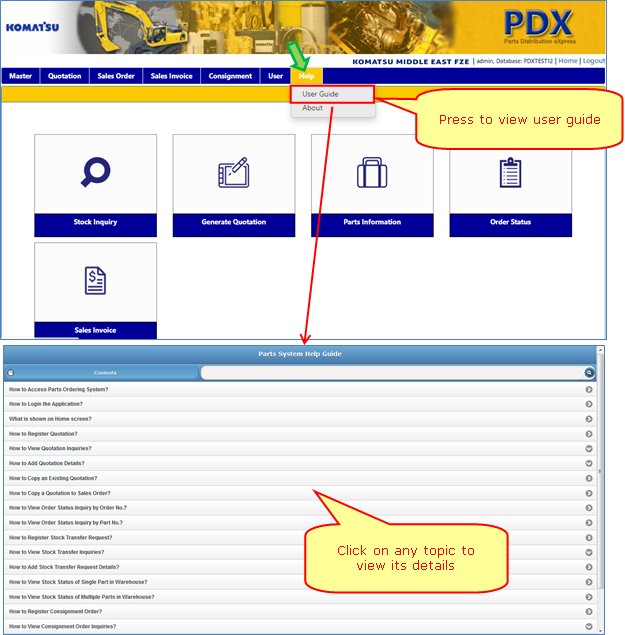 KOMATSU
PDX
Parts Distribution eXpress
KOMATSU MIDDLE EAST FZE | admin, Database: PDXTEST12 | Home | Logout
Master Quotation Sales Order Sales Invoice Consignment User Help
User Guide
About
Press to view user guide
Stock Inquiry Generate Quotation Parts Information Order Status
Sales Invoice
Parts System Help Guide
Contents
How to Access Parts Ordering System?
How to Login the Application?
What is shown on Home screen?
How to Register Quotation?
How to View Quotation Inquiries?
How to Add Quotation Details?
How to Copy an Existing Quotation?
How to Copy a Quotation to Sales Order?
How to View Order Status Inquiry by Order No.?
How to View Order Status Inquiry by Part No.?
How to Register Stock Transfer Request?
How to View Stock Transfer Inquiries?
How to Add Stock Transfer Request Details?
How to View Stock Status of Single Part in Warehouse?
How to View Stock Status of Multiple Parts in Warehouse?
How to Register Consignment Order?
How to View Consignment Order Inquiries?
Click on any topic to
view its details